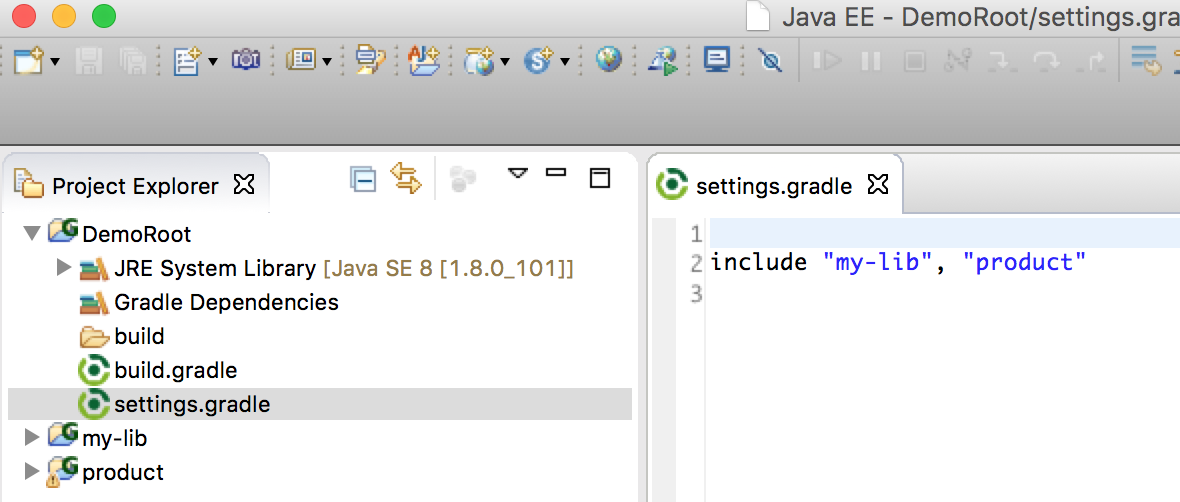 Java EE - DemoRoot/settings.gra
Project Explorer
settings.gradle
DemoRoot
JRE System Library [Java SE 8 [1.8.0_101]]
Gradle Dependencies
build
build.gradle
settings.gradle
my-lib
product
1
2 include "my-lib", "product"
3